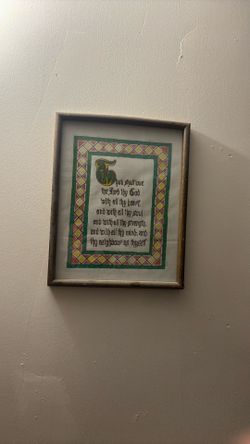 Thou shalt love
the Lord thy God
with all thy heart
and with all thy soul
and with all thy strength,
and with all thy mind; and
thy neighbour as thyself